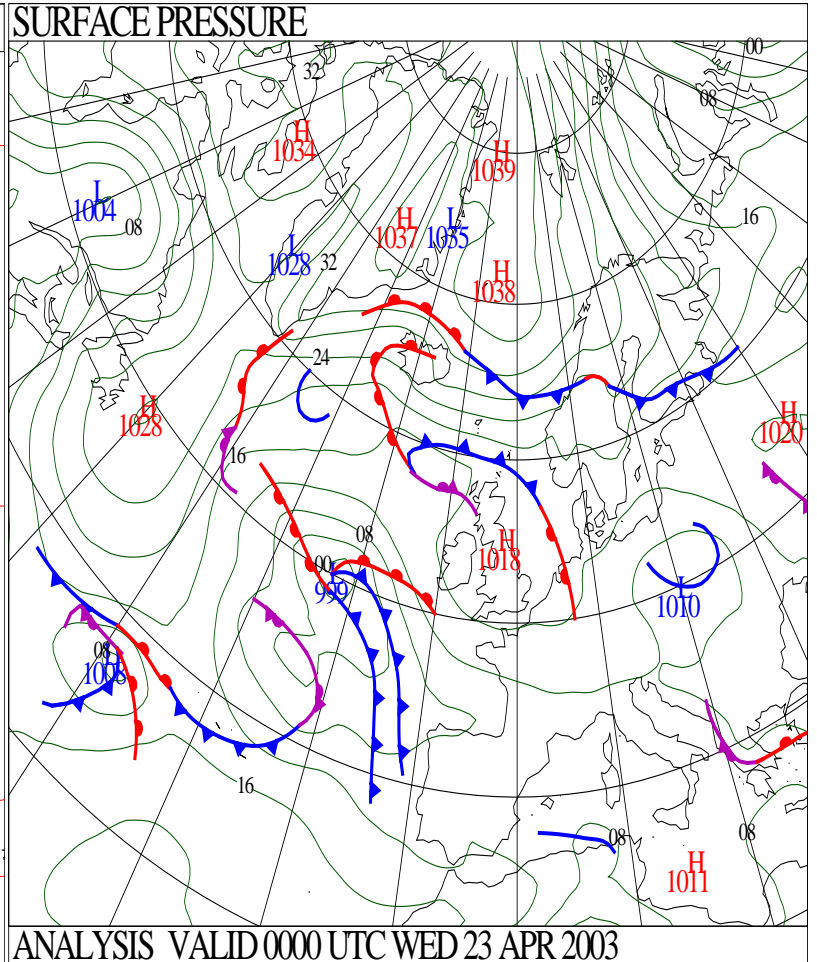 SURFACE PRESSURE
00
32
08
H
1034
H
1039
L
1004
08
H
1037
L
1035
16
L
1028
32
H
1038
24
H
1028
H
1020
16
08
H
1018
00
L
999
L
1010
08
L
1008
16
08
08
H
1011
ANALYSIS VALID 0000 UTC WED 23 APR 2003